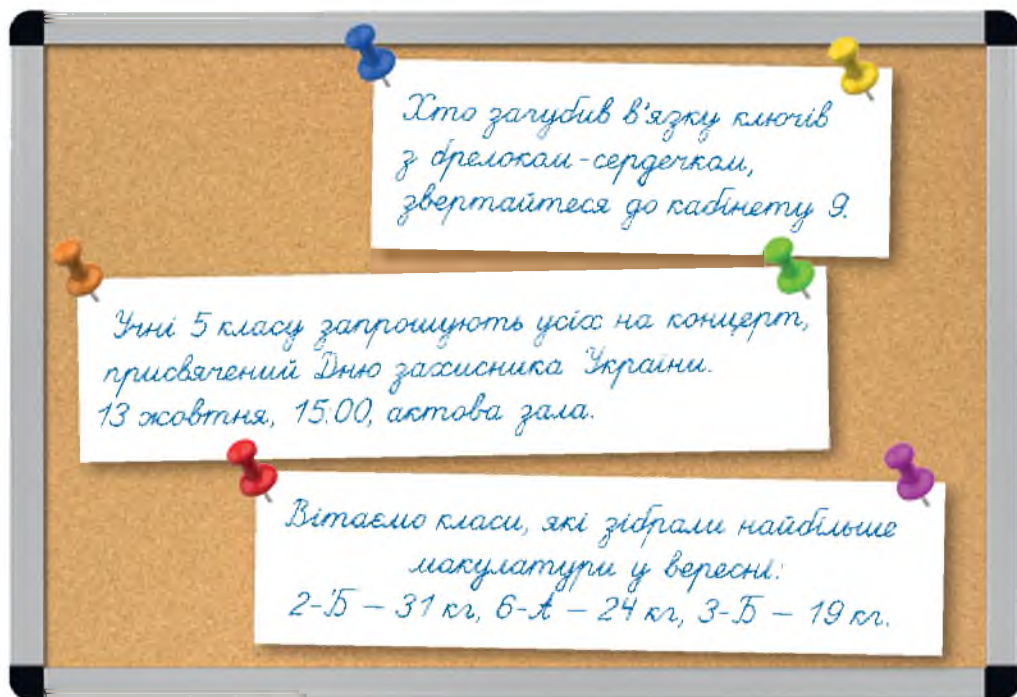 Хто загубив в'язку ключів
з брелоком-сердечком,
звертайтеся до кабінету 9.
Учні 5 класу запрошують усіх на концерт,
присвячений Дню захисника України.
13 жовтня, 15:00, актова зала.
Вітаємо класи, які зібрали найбільше
макулатури у вересні:
2-Б – 31 кг, 6-А – 24 кг, 3-Б – 19 кг.